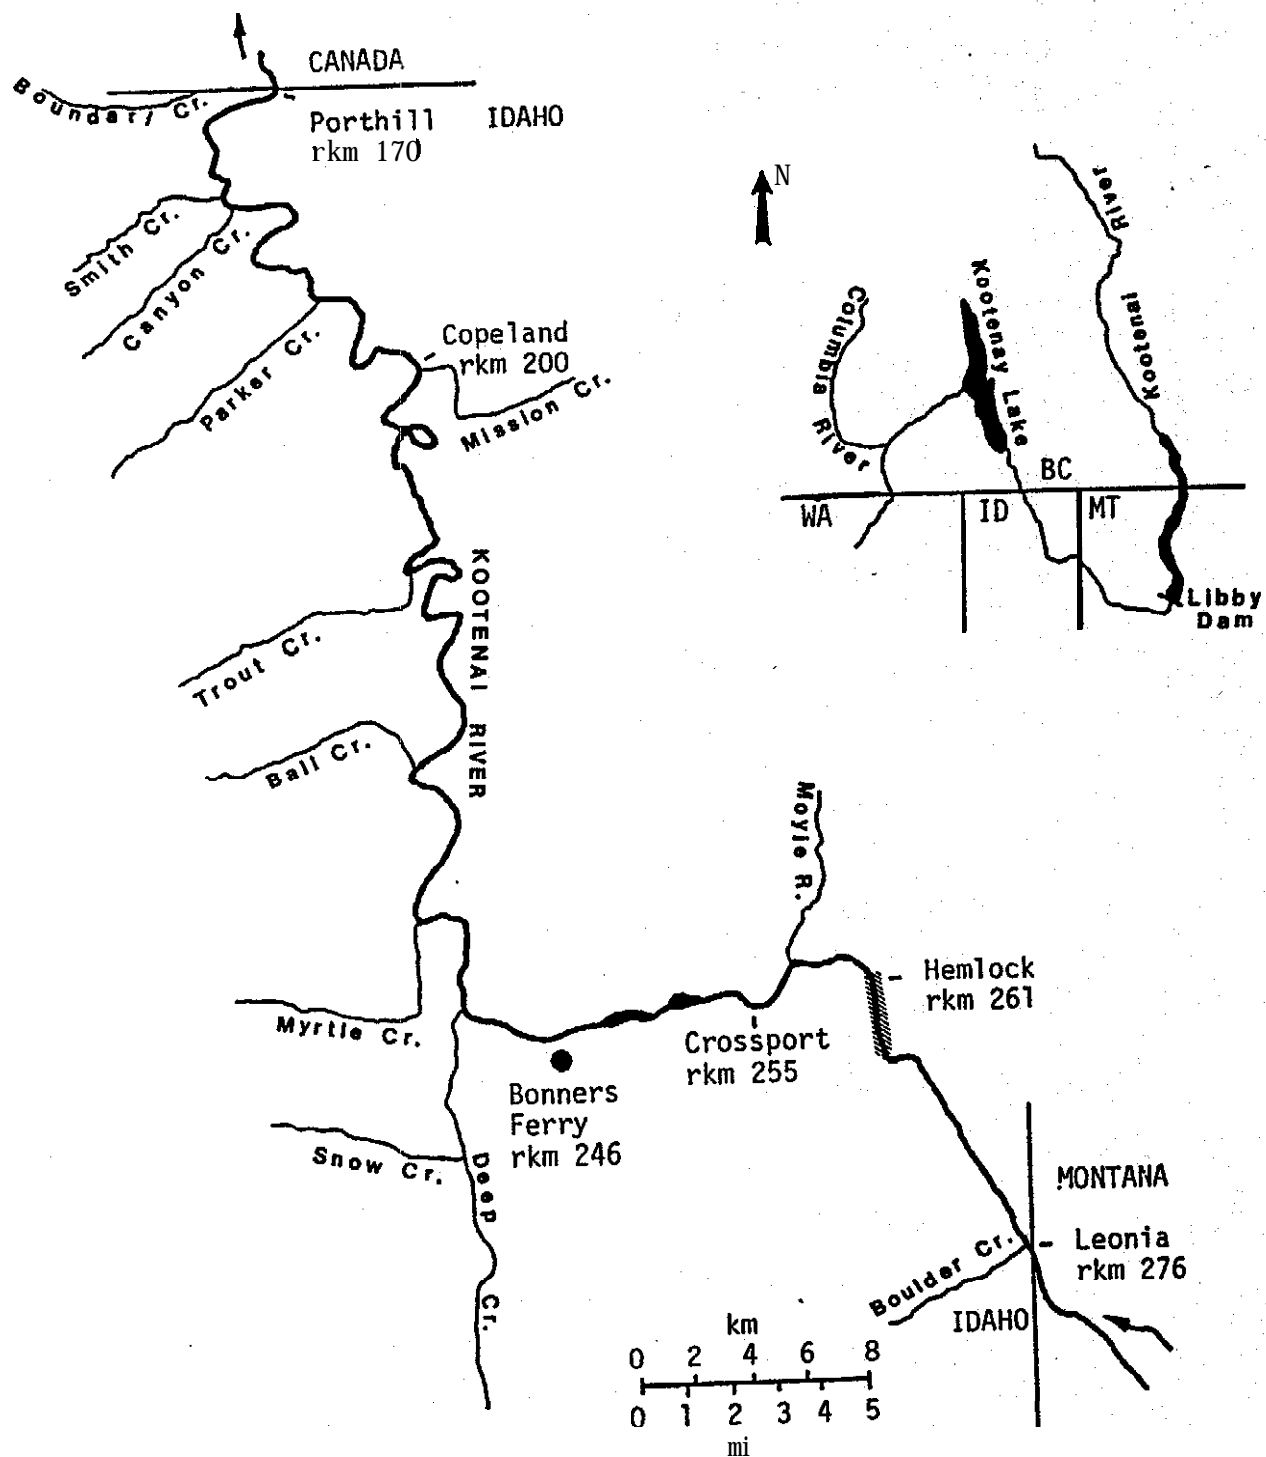 CANADA
Boundary Cr.
Porthill
rkm 170
IDAHO
N
Smith Cr.
Canyon Cr.
Parker Cr.
Copeland
rkm 200
Mission Cr.
Kootenai River
Kootenay Lake
Columbia River
BC
WA
ID
MT
Libby
Dam
KOOTENAI RIVER
Trout Cr.
Ball Cr.
Moyie R.
Hemlock
rkm 261
Myrtle Cr.
Crossport
rkm 255
Bonners
Ferry
rkm 246
Snow Cr.
Deep Cr.
MONTANA
Leonia
rkm 276
Boulder Cr.
IDAHO
km
0 2 4 6 8
0 1 2 3 4 5
mi